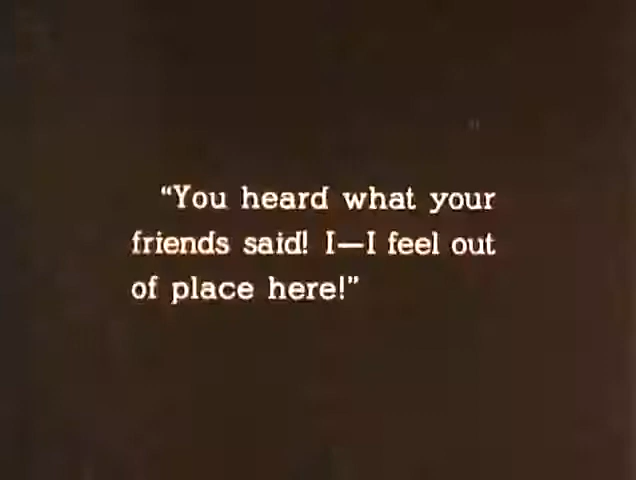 “You heard what your
friends said! I—I feel out
of place here!”